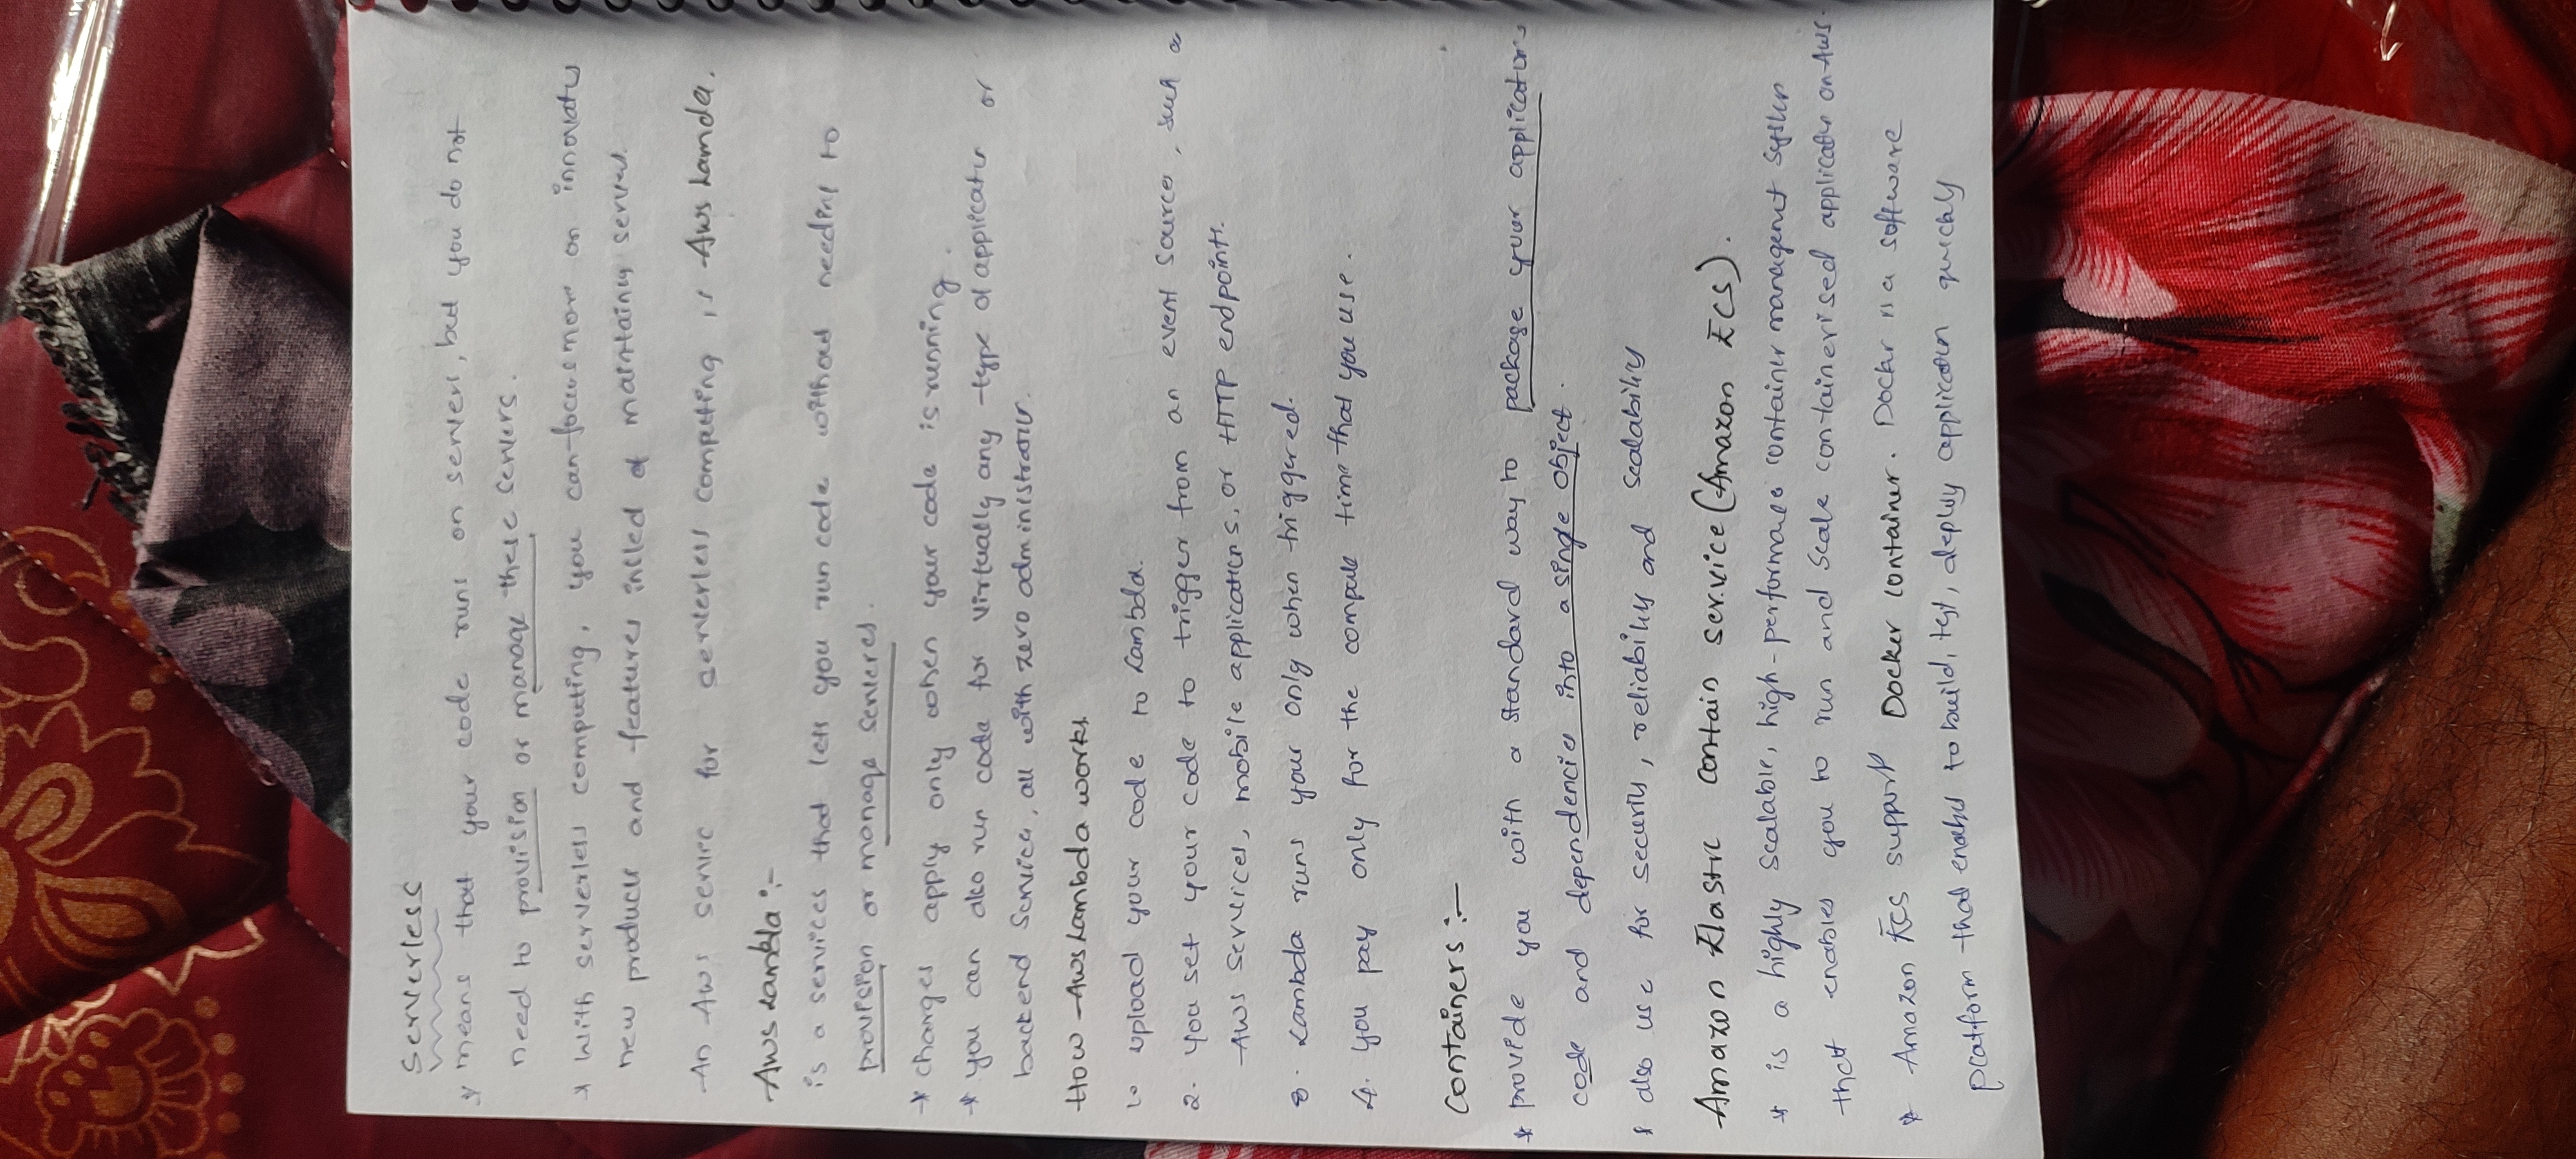 Serverless
* means that your code runs on servers, but you do not
need to provision or manage these servers.
* With serverless computing, you can focus more on innovatug
new products and features insted of maintaining servers.
An Aws service for serverless computing is Aws Lamda.
Aws Lambda :-
is a services that lets you run code without needing to
provision or manage serveres.
* charges apply only when your code is running.
* you can also run code for virtually any type of application or
backend service, all with zero administration.
How Aws Lambda works
1. upload your code to Lambda.
2. you set your code to trigger from an event source, such as
Aws services, mobile applications, or HTTP endpoints.
3. Lambda runs your only when triggered.
4. you pay only for the compute time that you use.
Containers :-
* provide you with a standard way to package your application's
code and dependencies into a single object.
* also use for security, reliability and scalability
Amazon Elastic contain service (Amazon ECS).
* is a highly scalable, high-performance container management system
that enables you to run and scale containerised application on Aws.
* Amazon ECS support Docker container. Docker is a software
platform that enables to build, test, deploy application quickly